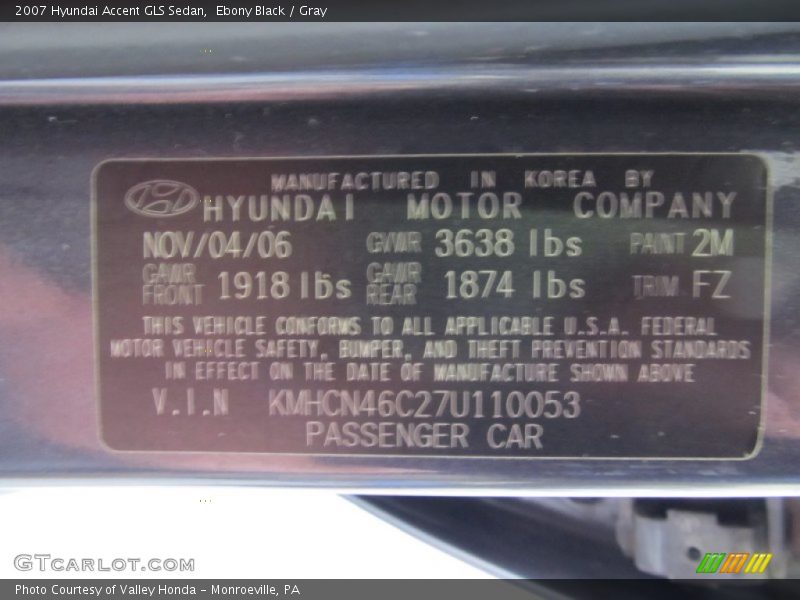 2007 Hyundai Accent GLS Sedan, Ebony Black / Gray
MANUFACTURED IN KOREA BY
HYUNDAI MOTOR COMPANY
NOV/04/06 GVWR 3638 lbs PAINT 2M
GAWR FRONT 1918 lbs GAWR REAR 1874 lbs TRIM FZ
THIS VEHICLE CONFORMS TO ALL APPLICABLE U.S.A. FEDERAL
MOTOR VEHICLE SAFETY, BUMPER, AND THEFT PREVENTION STANDARDS
IN EFFECT ON THE DATE OF MANUFACTURE SHOWN ABOVE
V.I.N KMHCN46C27U110053
PASSENGER CAR
GTCARLOT.COM
Photo Courtesy of Valley Honda - Monroeville, PA